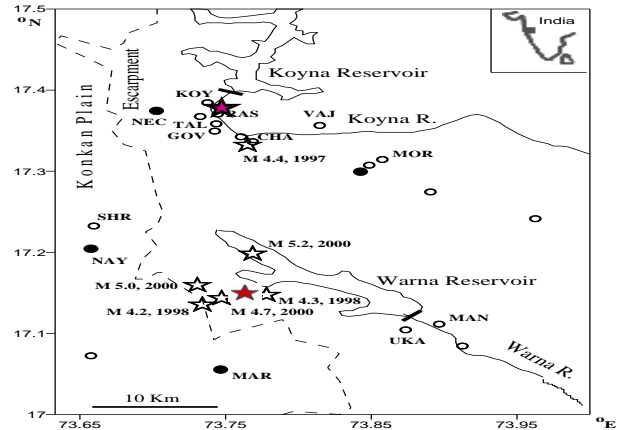 17.5
°N
India
17.4
Escarpment
Koyna Reservoir
KOY
RAS
VAJ
Koyna R.
NEC
TAL
GOV
CHA
M 4.4, 1997
MOR
17.3
Konkan Plain
SHR
NAY
17.2
M 5.2, 2000
M 5.0, 2000
Warna Reservoir
M 4.2, 1998
M 4.3, 1998
M 4.7, 2000
MAN
17.1
UKA
Warna R.
MAR
10 Km
17
73.65
73.75
73.85
73.95
°E